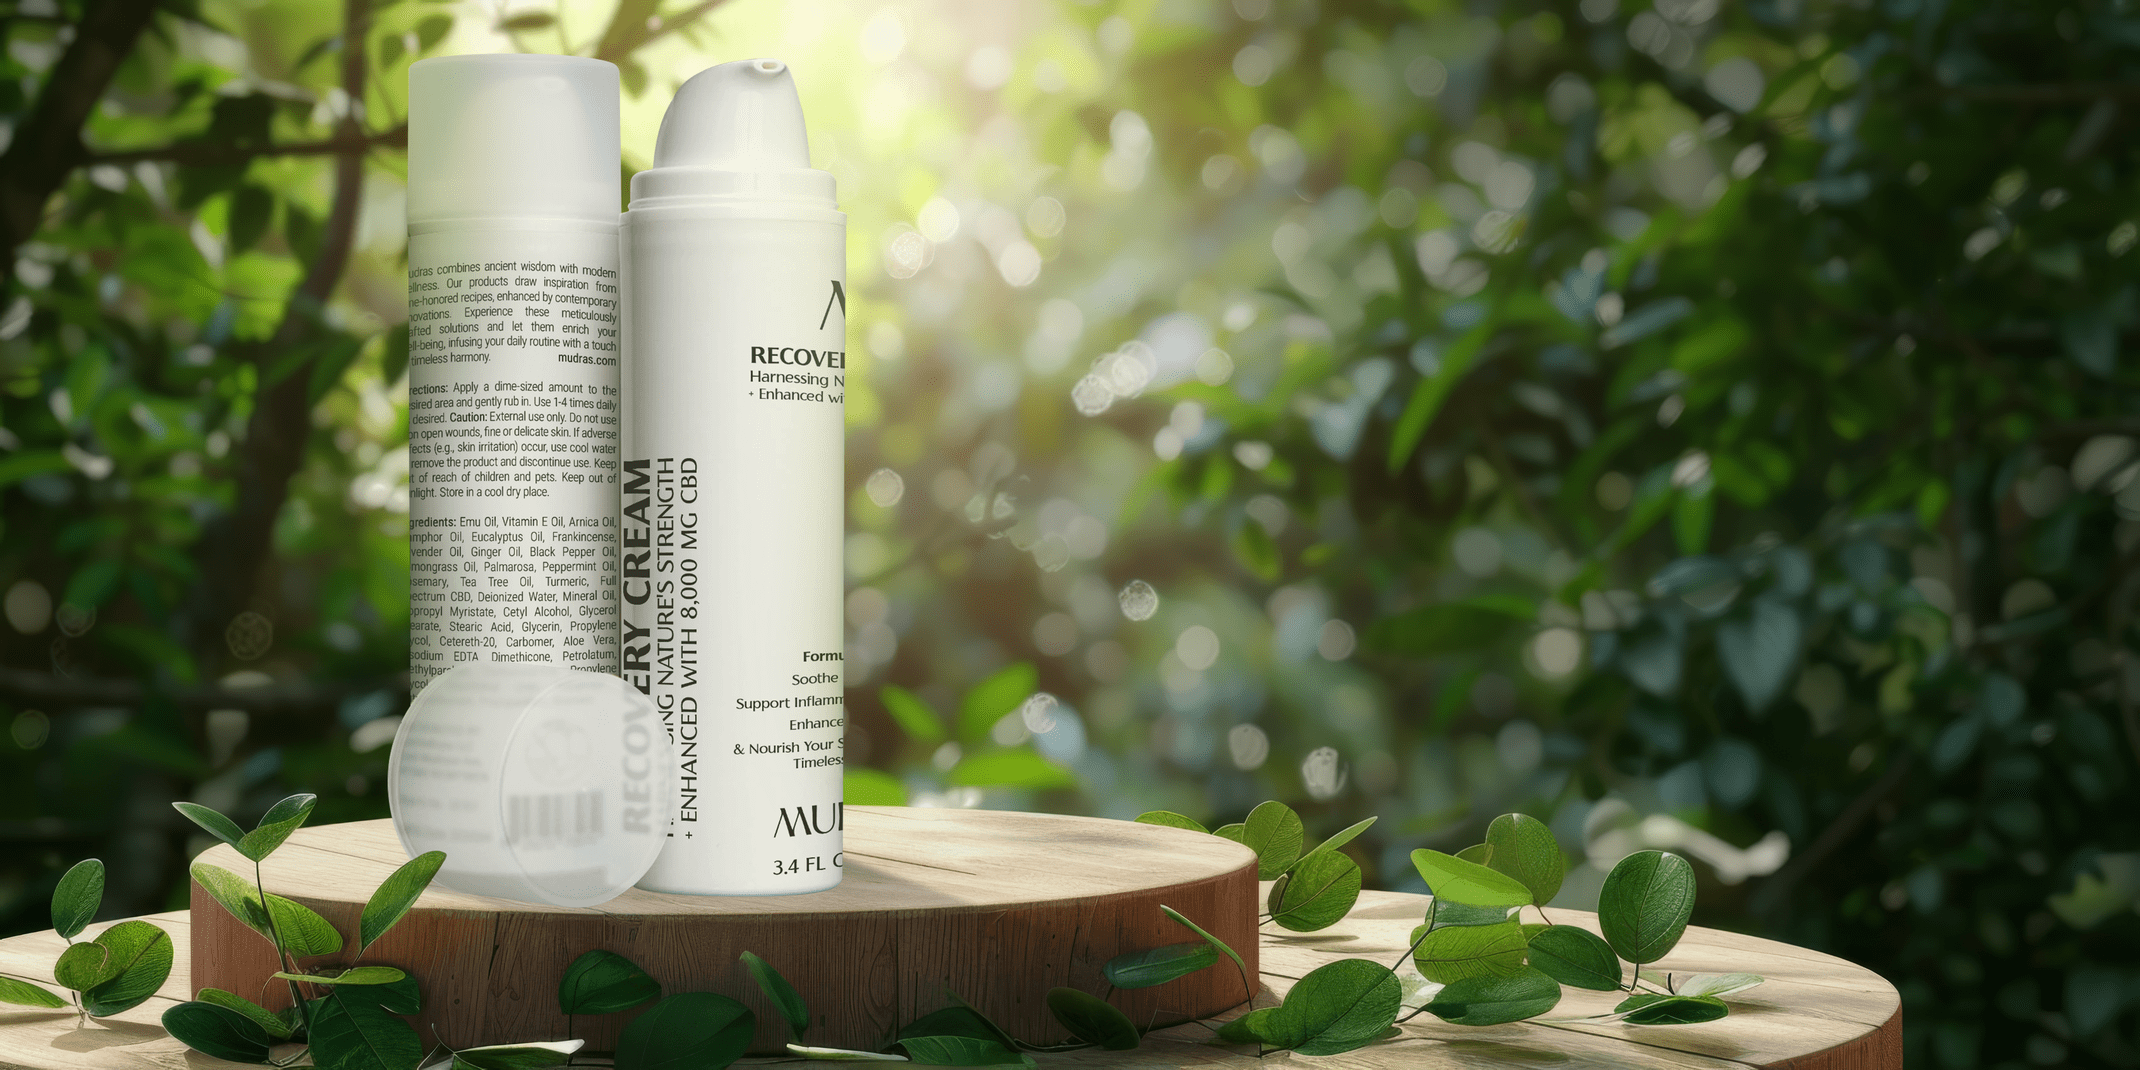 udras combines ancient wisdom with modern
ellness. Our products draw inspiration from
me-honored recipes, enhanced by contemporary
novations. Experience these meticulously
afted solutions and let them enrich your
ell-being, infusing your daily routine with a touch
timeless harmony. mudras.com
rections: Apply a dime-sized amount to the
sired area and gently rub in. Use 1-4 times daily
desired. Caution: External use only. Do not use
on open wounds, fine or delicate skin. If adverse
fects (e.g., skin irritation) occur, use cool water
remove the product and discontinue use. Keep
t of reach of children and pets. Keep out of
nlight. Store in a cool dry place.
gredients: Emu Oil, Vitamin E Oil, Arnica Oil,
amphor Oil, Eucalyptus Oil, Frankincense,
vender Oil, Ginger Oil, Black Pepper Oil,
mongrass Oil, Palmarosa, Peppermint Oil,
osemary, Tea Tree Oil, Turmeric, Full
pectrum CBD, Deionized Water, Mineral Oil,
opropyl Myristate, Cetyl Alcohol, Glycerol
earate, Stearic Acid, Glycerin, Propylene
ycol, Cetereth-20, Carbomer, Aloe Vera,
sodium EDTA Dimethicone, Petrolatum,
ethylpar Propylene
ycol
RECOVERY CREAM
HARNESSING NATURE'S STRENGTH
+ ENHANCED WITH 8,000 MG CBD
RECOVE
Harnessing N
+ Enhanced wi
Formu
Soothe
Support Inflamm
Enhance
& Nourish Your S
Timeless
MUD
3.4 FL O